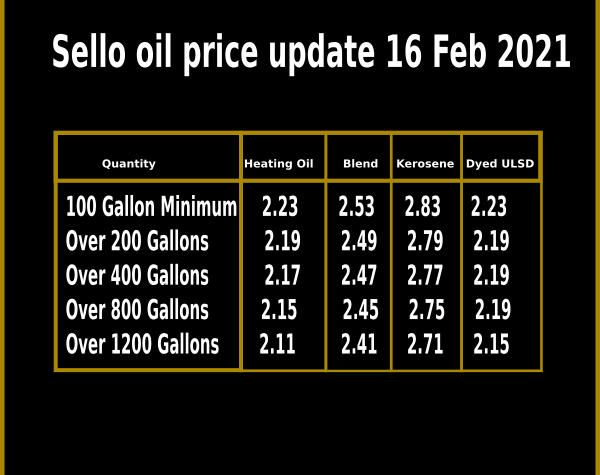 Sello oil price update 16 Feb 2021
Quantity Heating Oil Blend Kerosene Dyed ULSD
100 Gallon Minimum 2.23 2.53 2.83 2.23
Over 200 Gallons 2.19 2.49 2.79 2.19
Over 400 Gallons 2.17 2.47 2.77 2.19
Over 800 Gallons 2.15 2.45 2.75 2.19
Over 1200 Gallons 2.11 2.41 2.71 2.15